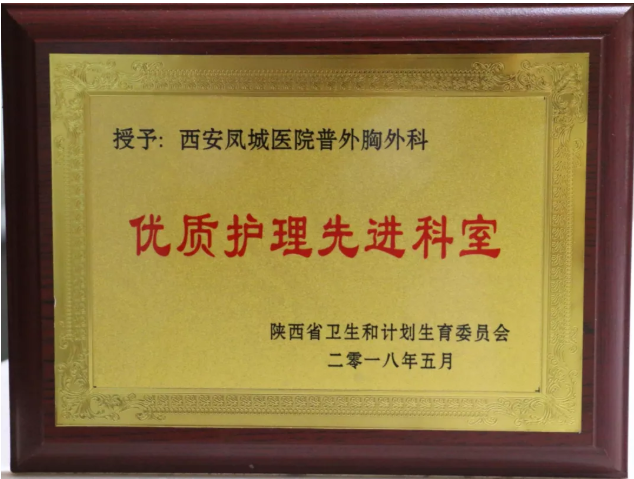 授予：西安凤城医院普外胸外科
优质护理先进科室
陕西省卫生和计划生育委员会
二零一八年五月